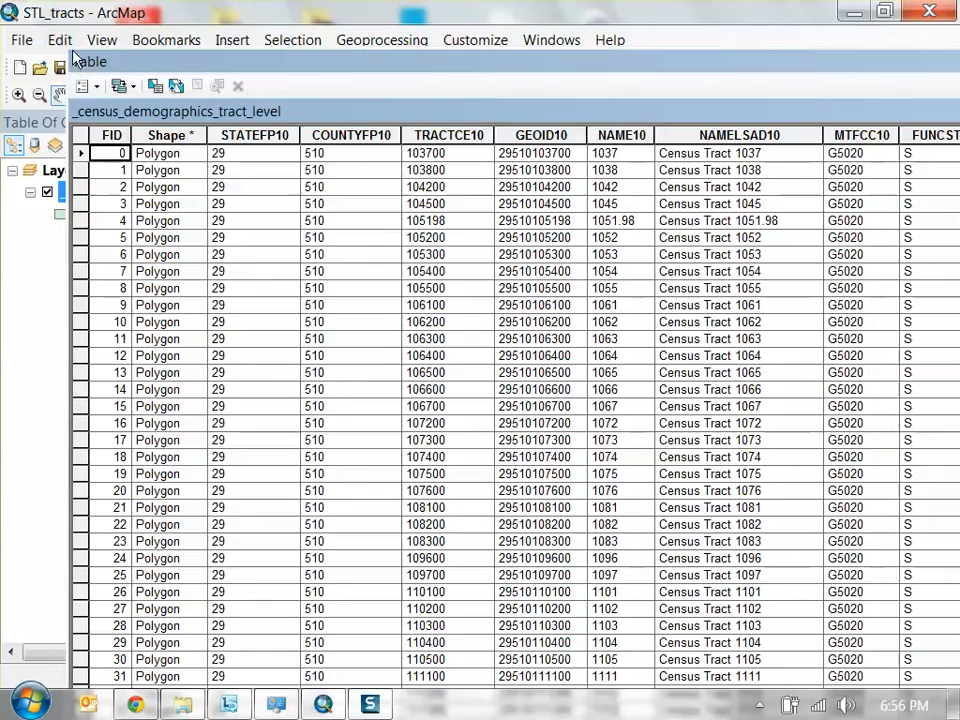 STL_tracts - ArcMap
File Edit View Bookmarks Insert Selection Geoprocessing Customize Windows Help
Table
Table Of
_census_demographics_tract_level
Lay
FID Shape * STATEFP10 COUNTYFP10 TRACTCE10 GEOID10 NAME10 NAMELSAD10 MTFCC10 FUNCST
0 Polygon 29 510 103700 29510103700 1037 Census Tract 1037 G5020 S
1 Polygon 29 510 103800 29510103800 1038 Census Tract 1038 G5020 S
2 Polygon 29 510 104200 29510104200 1042 Census Tract 1042 G5020 S
3 Polygon 29 510 104500 29510104500 1045 Census Tract 1045 G5020 S
4 Polygon 29 510 105198 29510105198 1051.98 Census Tract 1051.98 G5020 S
5 Polygon 29 510 105200 29510105200 1052 Census Tract 1052 G5020 S
6 Polygon 29 510 105300 29510105300 1053 Census Tract 1053 G5020 S
7 Polygon 29 510 105400 29510105400 1054 Census Tract 1054 G5020 S
8 Polygon 29 510 105500 29510105500 1055 Census Tract 1055 G5020 S
9 Polygon 29 510 106100 29510106100 1061 Census Tract 1061 G5020 S
10 Polygon 29 510 106200 29510106200 1062 Census Tract 1062 G5020 S
11 Polygon 29 510 106300 29510106300 1063 Census Tract 1063 G5020 S
12 Polygon 29 510 106400 29510106400 1064 Census Tract 1064 G5020 S
13 Polygon 29 510 106500 29510106500 1065 Census Tract 1065 G5020 S
14 Polygon 29 510 106600 29510106600 1066 Census Tract 1066 G5020 S
15 Polygon 29 510 106700 29510106700 1067 Census Tract 1067 G5020 S
16 Polygon 29 510 107200 29510107200 1072 Census Tract 1072 G5020 S
17 Polygon 29 510 107300 29510107300 1073 Census Tract 1073 G5020 S
18 Polygon 29 510 107400 29510107400 1074 Census Tract 1074 G5020 S
19 Polygon 29 510 107500 29510107500 1075 Census Tract 1075 G5020 S
20 Polygon 29 510 107600 29510107600 1076 Census Tract 1076 G5020 S
21 Polygon 29 510 108100 29510108100 1081 Census Tract 1081 G5020 S
22 Polygon 29 510 108200 29510108200 1082 Census Tract 1082 G5020 S
23 Polygon 29 510 108300 29510108300 1083 Census Tract 1083 G5020 S
24 Polygon 29 510 109600 29510109600 1096 Census Tract 1096 G5020 S
25 Polygon 29 510 109700 29510109700 1097 Census Tract 1097 G5020 S
26 Polygon 29 510 110100 29510110100 1101 Census Tract 1101 G5020 S
27 Polygon 29 510 110200 29510110200 1102 Census Tract 1102 G5020 S
28 Polygon 29 510 110300 29510110300 1103 Census Tract 1103 G5020 S
29 Polygon 29 510 110400 29510110400 1104 Census Tract 1104 G5020 S
30 Polygon 29 510 110500 29510110500 1105 Census Tract 1105 G5020 S
31 Polygon 29 510 111100 29510111100 1111 Census Tract 1111 G5020 S
6:56 PM